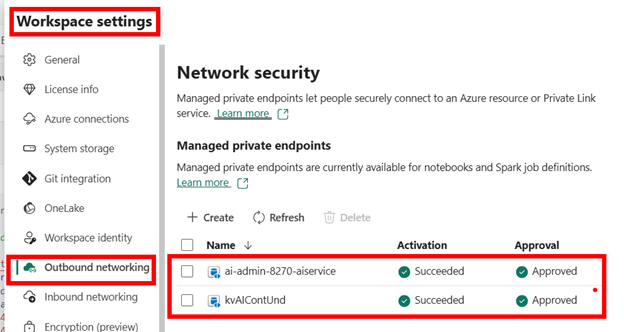 Workspace settings
General
License info
Azure connections
System storage
Git integration
OneLake
Workspace identity
Outbound networking
Inbound networking
Encryption (preview)
Network security
Managed private endpoints let people securely connect to an Azure resource or Private Link
service. Learn more
Managed private endpoints
Managed private endpoints are currently available for notebooks and Spark job definitions.
Learn more
Create Refresh Delete
Name Activation Approval
ai-admin-8270-aiservice Succeeded Approved
kvAIContUnd Succeeded Approved